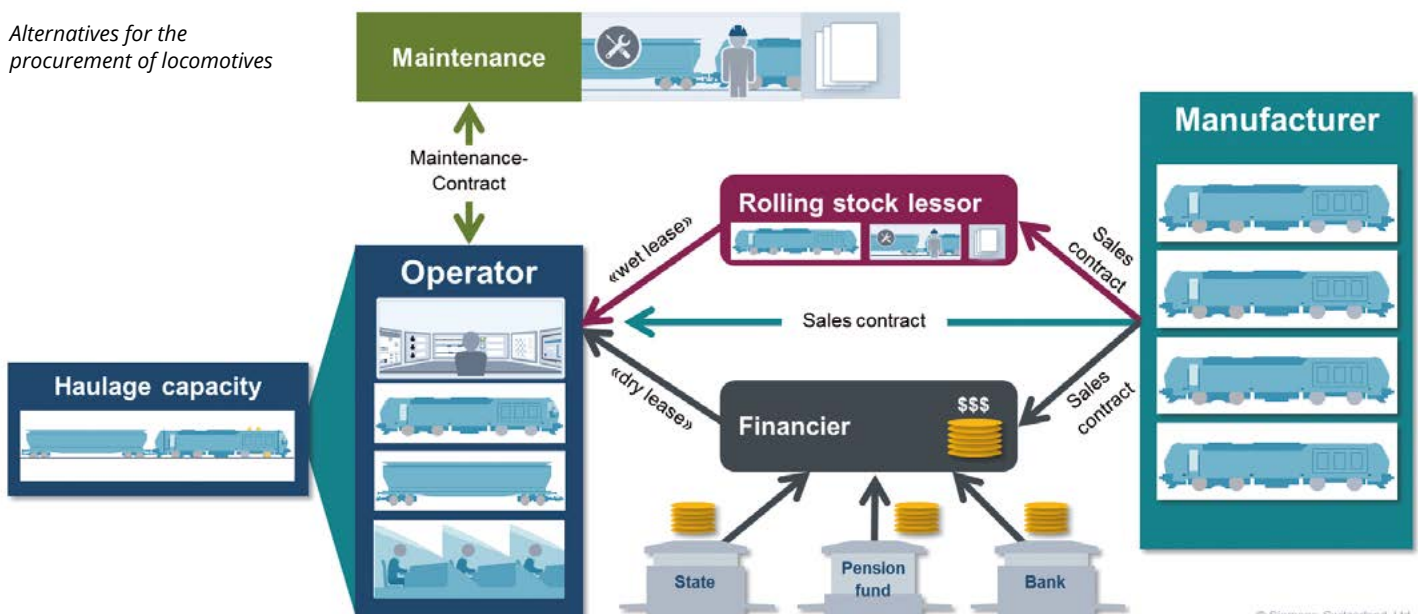 Alternatives for the
procurement of locomotives
Maintenance
Manufacturer
Maintenance-
Contract
Rolling stock lessor
«wet lease»
Sales
contract
Operator
Sales contract
Haulage capacity
«dry lease»
Sales
contract
$$$
Financier
State
Pension
fund
Bank